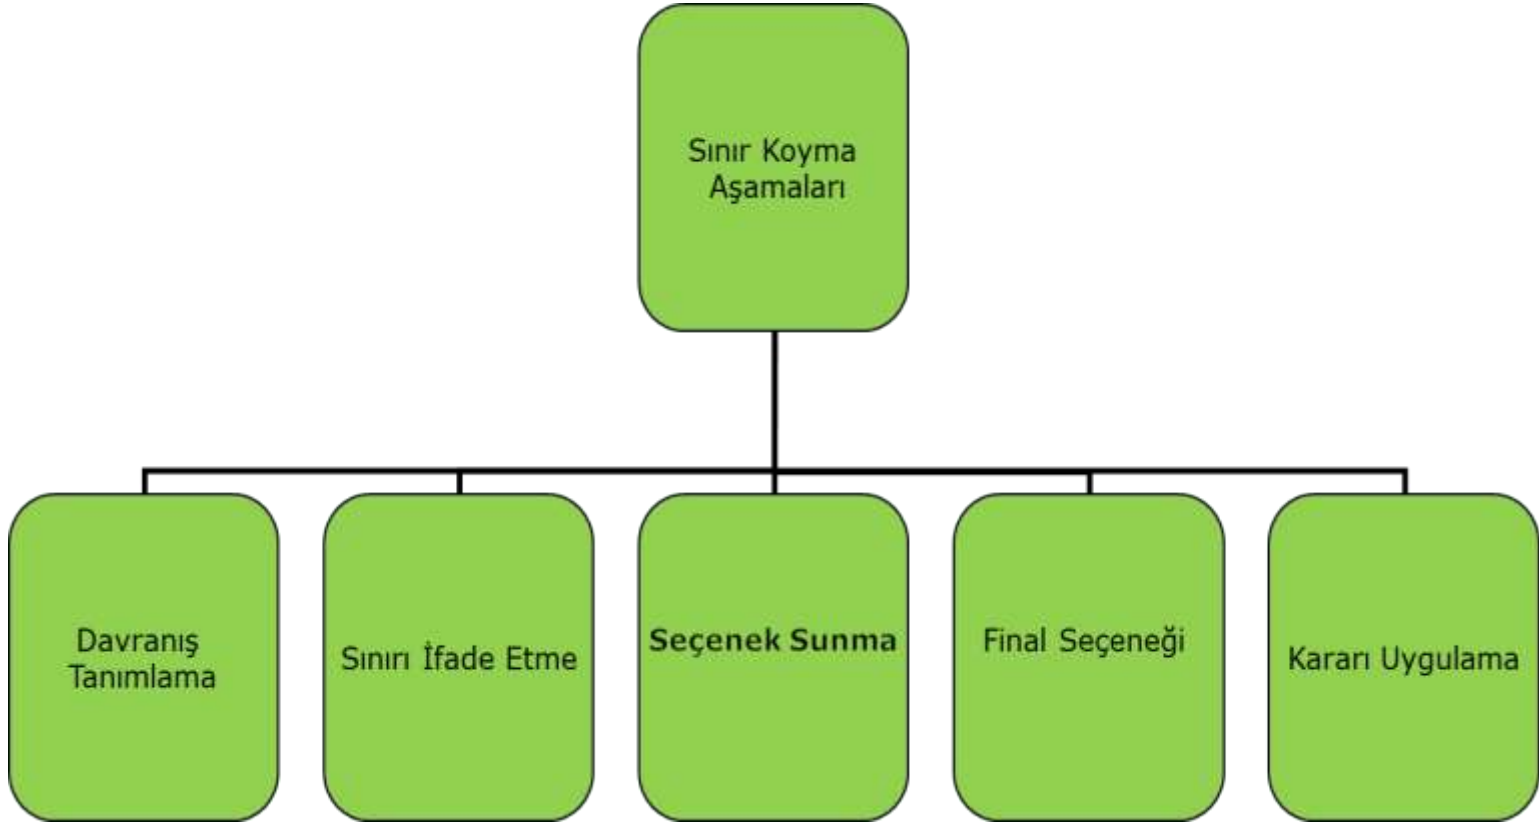 Sınır Koyma
Aşamaları
Davranış
Tanımlama
Sınırı İfade Etme
Seçenek Sunma
Final Seçeneği
Kararı Uygulama